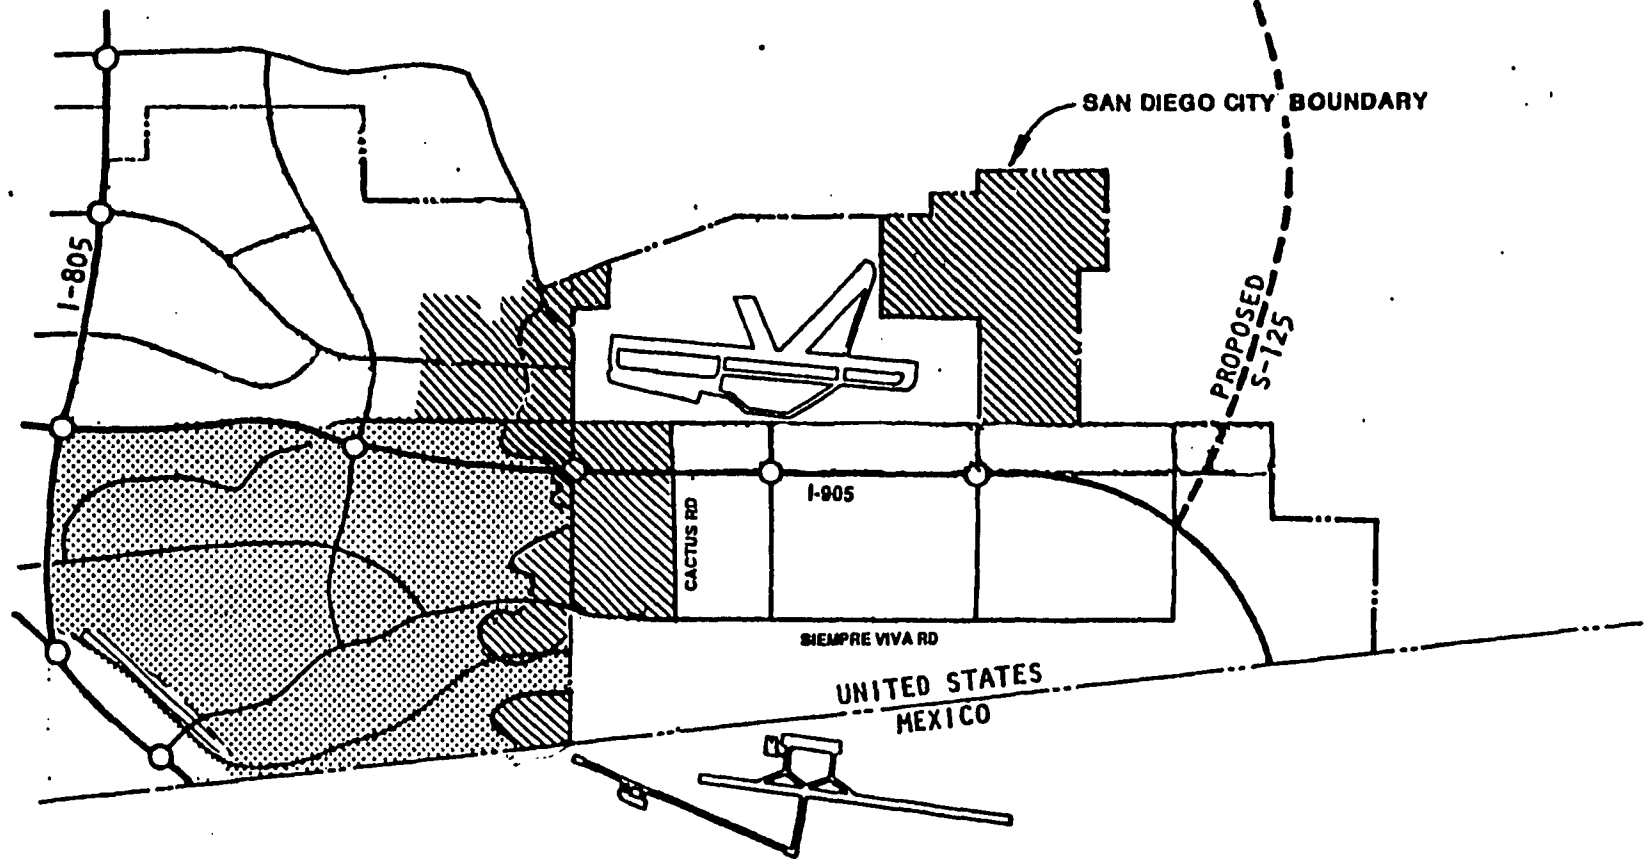 SAN DIEGO CITY BOUNDARY
I-805
PROPOSED
S-125
I-905
CACTUS RD
SIEMPRE VIVA RD
UNITED STATES
MEXICO